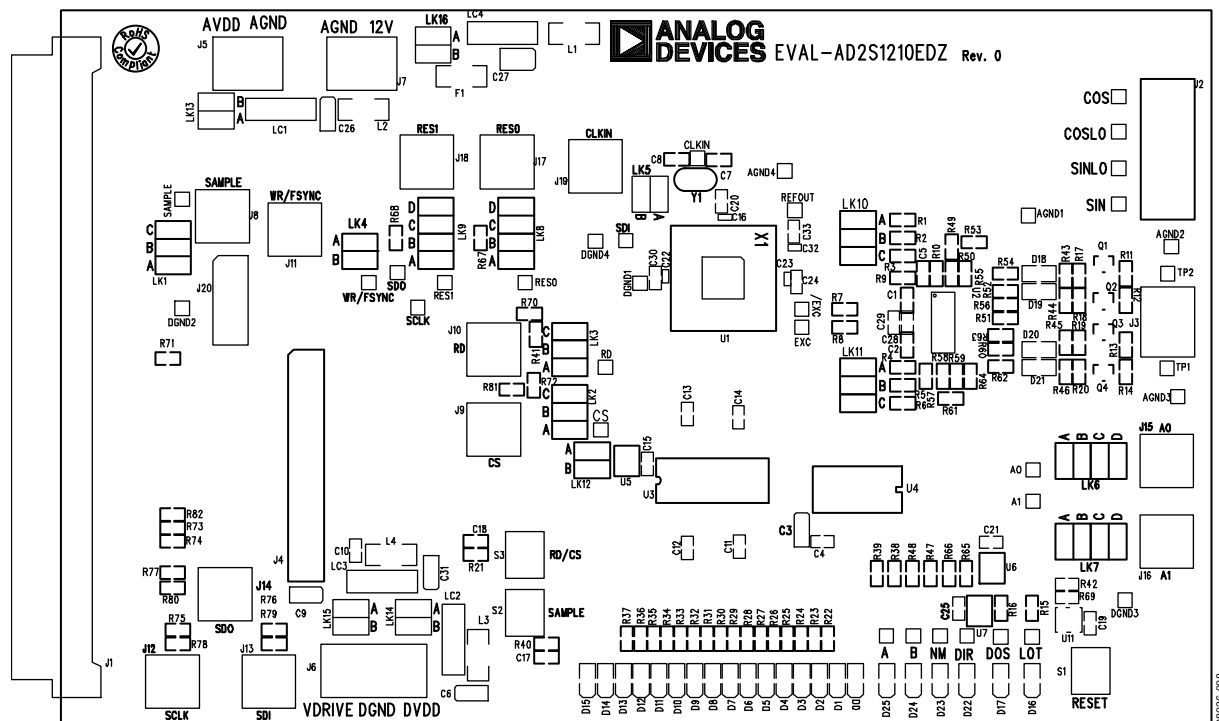 RoHS Compliant
AVDD AGND
J5
AGND 12V
J7
LK16
A
B
LC4
L1
C27
F1
ANALOG DEVICES
EVAL-AD2S1210EDZ Rev. 0
LK13
B
A
LC1
C26
L2
RES1
J18
RES0
J17
CLKIN
J19
C8
CLKIN
C7
Y1
AGND4
LK5
B
A
C20
C16
REFOUT
C33
C32
COS
COSLO
SINLO
SIN
J2
AGND1
AGND2
TP2
SAMPLE
SAMPLE
J8
WR/FSYNC
J11
LK4
A
B
R68
D
C
B
A
LK9
R67
D
C
B
A
LK8
C
B
A
LK1
J20
DGND2
R71
WR/FSYNC
SDO
SCLK
RES1
RES0
DGND4
SDI
DGND1
C30
C22
X1
U1
C23
C24
/EXC
EXC
R7
R8
LK10
A
B
C
R1
R2
R3
R9
C5
R10
R49
R50
R53
R55
R54
R52
R56
R51
C1
C29
C28
C2
U2
R63
R60
R62
D18
D19
D20
D21
R43
R17
R44
R18
R45
R19
R46
R20
Q1
Q2
Q3
Q4
R11
R12
R13
R14
J3
TP1
AGND3
LK11
A
B
C
R4
R5
R6
R57
R58
R59
R64
R61
J10
RD
R70
R41
R72
R81
C
B
A
LK3
RD
C
B
A
LK2
CS
J9
CS
A
B
LK12
U5
C15
U3
C13
C14
U4
C3
C4
C12
C11
A0
A1
A
B
C
D
LK6
J15
A0
A
B
C
D
LK7
J16
A1
R82
R73
R74
R77
R80
J14
SDO
R76
R79
R75
R78
J12
SCLK
J13
SDI
J4
C9
C10
L4
LC3
C31
LK15
A
B
LK14
A
B
LC2
L3
J6
C6
VDRIVE DGND DVDD
C18
R21
S3
RD/CS
S2
SAMPLE
C17
R40
R37
R36
R35
R34
R33
R32
R31
R30
R29
R28
R27
R26
R25
R24
R23
R22
D15
D14
D13
D12
D11
D10
D9
D8
D7
D6
D5
D4
D3
D2
D1
D0
R39
R38
R48
R47
R66
R65
C21
U6
C25
U7
R16
R15
R42
R69
U11
C19
DGND3
A
B
NM
DIR
DOS
LOT
D25
D24
D23
D22
D17
D16
S1
RESET
J1